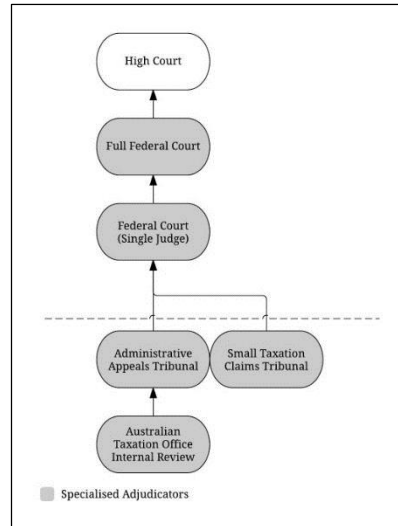 High Court
Full Federal Court
Federal Court
(Single Judge)
Administrative
Appeals Tribunal
Small Taxation
Claims Tribunal
Australian
Taxation Office
Internal Review
Specialised Adjudicators